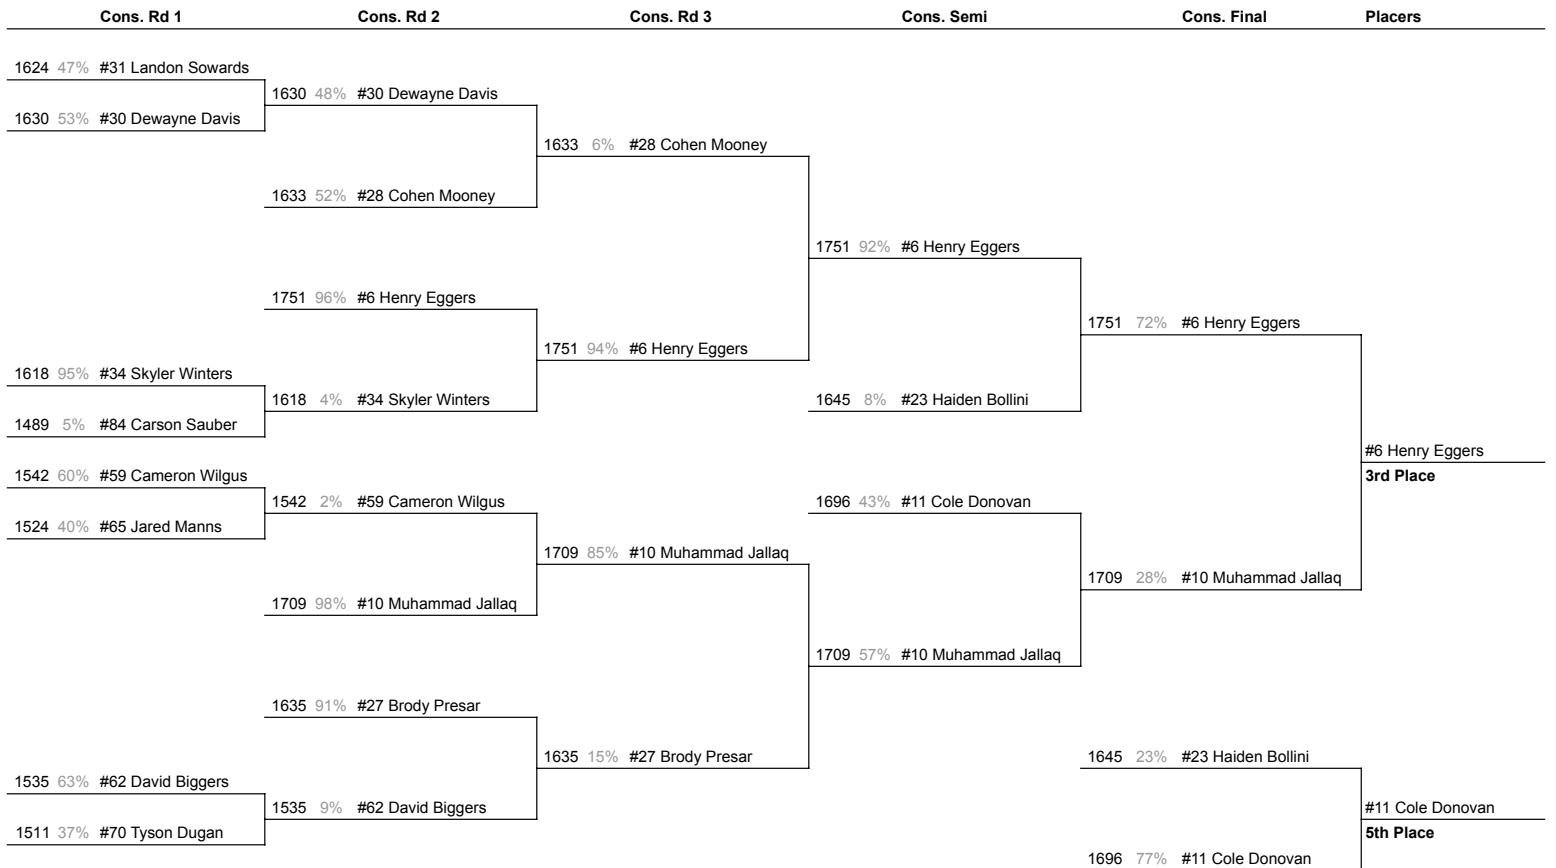 Cons. Rd 1 Cons. Rd 2 Cons. Rd 3 Cons. Semi Cons. Final Placers
1624 47% #31 Landon Sowards
1630 48% #30 Dewayne Davis
1630 53% #30 Dewayne Davis
1633 6% #28 Cohen Mooney
1633 52% #28 Cohen Mooney
1751 92% #6 Henry Eggers
1751 96% #6 Henry Eggers
1751 72% #6 Henry Eggers
1751 94% #6 Henry Eggers
1618 95% #34 Skyler Winters
1618 4% #34 Skyler Winters
1645 8% #23 Haiden Bollini
1489 5% #84 Carson Sauber
#6 Henry Eggers
1542 60% #59 Cameron Wilgus
3rd Place
1542 2% #59 Cameron Wilgus
1696 43% #11 Cole Donovan
1524 40% #65 Jared Manns
1709 85% #10 Muhammad Jallaq
1709 28% #10 Muhammad Jallaq
1709 98% #10 Muhammad Jallaq
1709 57% #10 Muhammad Jallaq
1635 91% #27 Brody Presar
1635 15% #27 Brody Presar
1645 23% #23 Haiden Bollini
1535 63% #62 David Biggers
1535 9% #62 David Biggers
#11 Cole Donovan
1511 37% #70 Tyson Dugan
5th Place
1696 77% #11 Cole Donovan